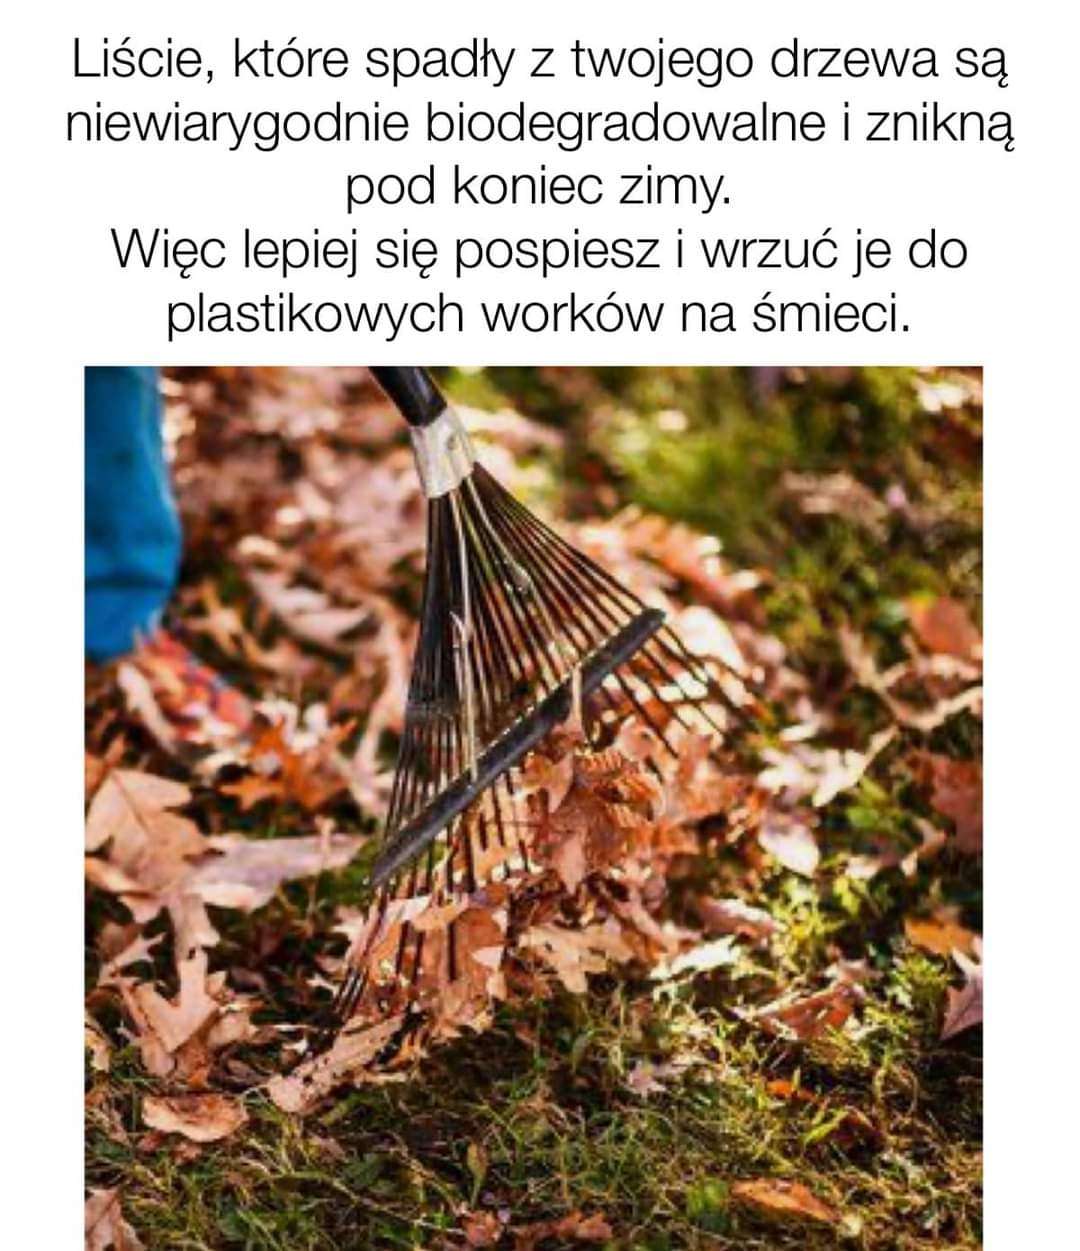 Liście, które spadły z twojego drzewa są
niewiarygodnie biodegradowalne i znikną
pod koniec zimy.
Więc lepiej się pospiesz i wrzuć je do
plastikowych worków na śmieci.